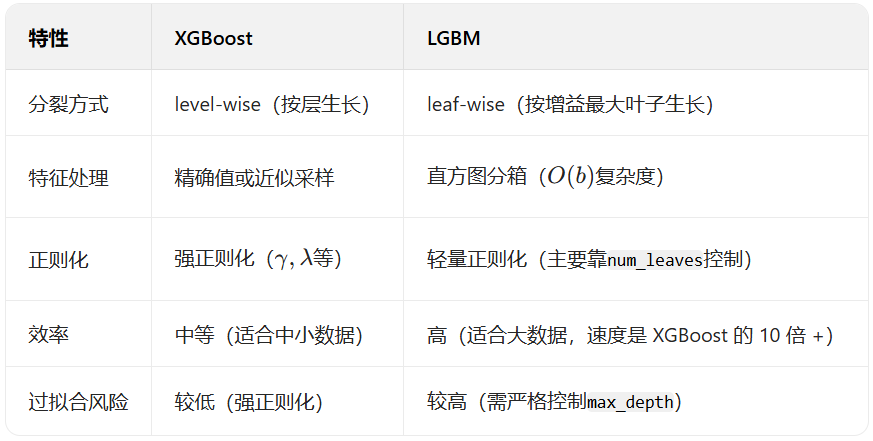 特性 XGBoost LGBM
分裂方式 level-wise（按层生长） leaf-wise（按增益最大叶子生长）
特征处理 精确值或近似采样 直方图分箱（O(b)复杂度）
正则化 强正则化（γ, λ等） 轻量正则化（主要靠num_leaves控制）
效率 中等（适合中小数据） 高（适合大数据，速度是 XGBoost 的 10 倍 +）
过拟合风险 较低（强正则化） 较高（需严格控制max_depth）